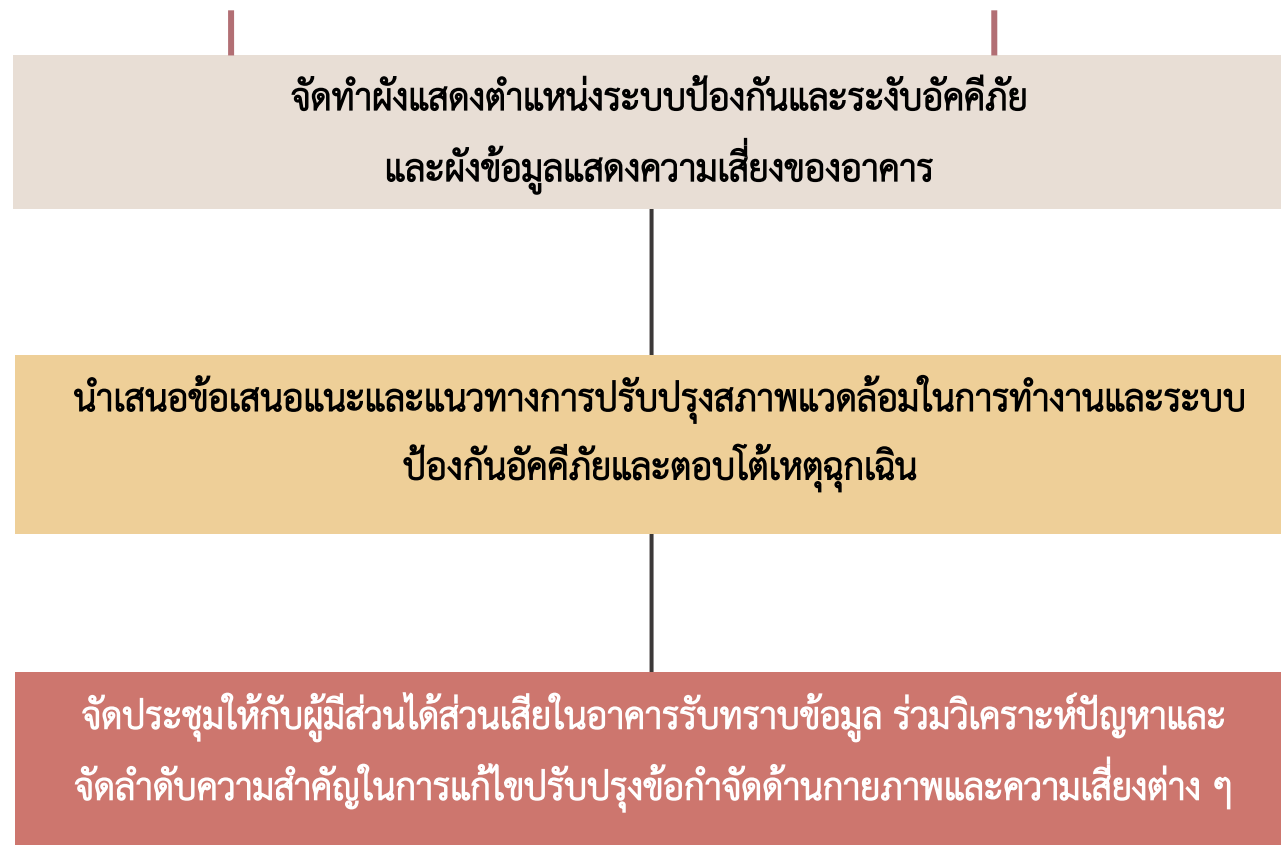 จัดทำผังแสดงตำแหน่งระบบป้องกันและระงับอัคคีภัย
และผังข้อมูลแสดงความเสี่ยงของอาคาร
นำเสนอข้อเสนอแนะและแนวทางการปรับปรุงสภาพแวดล้อมในการทำงานและระบบ
ป้องกันอัคคีภัยและตอบโต้เหตุฉุกเฉิน
จัดประชุมให้กับผู้มีส่วนได้ส่วนเสียในอาคารรับทราบข้อมูล ร่วมวิเคราะห์ปัญหาและ
จัดลำดับความสำคัญในการแก้ไขปรับปรุงข้อกำจัดด้านกายภาพและความเสี่ยงต่าง ๆ